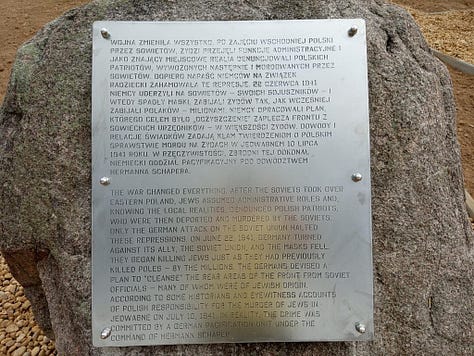 WOJNA ZMIENIŁA WSZYSTKO. PO ZAJĘCIU WSCHODNIEJ POLSKI
PRZEZ SOWIETÓW, ŻYDZI PRZEJĘLI FUNKCJE ADMINISTRACYJNE I
JAKO ZNAJĄCY MIEJSCOWE REALIA DENUNCJOWALI POLSKICH
PATRIOTÓW, WYWOŻONYCH NASTĘPNIE I MORDOWANYCH PRZEZ
SOWIETÓW. DOPIERO NAPAŚĆ NIEMCÓW NA ZWIĄZEK
RADZIECKI ZAHAMOWAŁA TE REPRESJE. 22 CZERWCA 1941
NIEMCY UDERZYLI NA SOWIETÓW – SWOICH SOJUSZNIKÓW – I
WTEDY SPADŁY MASKI. ZABIJALI ŻYDÓW TAK, JAK WCZEŚNIEJ
ZABIJALI POLAKÓW – MILIONAMI. NIEMCY OPRACOWALI PLAN,
KTÓREGO CELEM BYŁO „OCZYSZCZENIE" ZAPLECZA FRONTU Z
SOWIECKICH URZĘDNIKÓW – W WIĘKSZOŚCI ŻYDÓW. DOWODY I
RELACJE ŚWIADKÓW ZADAJĄ KŁAM TWIERDZENIOM O POLSKIM
SPRAWSTWIE MORDU NA ŻYDACH W JEDWABNEM 10 LIPCA
1941 ROKU. W RZECZYWISTOŚCI, ZBRODNI TEJ DOKONAŁ
NIEMIECKI ODDZIAŁ PACYFIKACYJNY POD DOWÓDZTWEM
HERMANNA SCHAPERA.
THE WAR CHANGED EVERYTHING. AFTER THE SOVIETS TOOK OVER
EASTERN POLAND, JEWS ASSUMED ADMINISTRATIVE ROLES AND,
KNOWING THE LOCAL REALITIES, DENOUNCED POLISH PATRIOTS,
WHO WERE THEN DEPORTED AND MURDERED BY THE SOVIETS.
ONLY THE GERMAN ATTACK ON THE SOVIET UNION HALTED
THESE REPRESSIONS. ON JUNE 22, 1941, GERMANY TURNED
AGAINST ITS ALLY, THE SOVIET UNION, AND THE MASKS FELL.
THEY BEGAN KILLING JEWS JUST AS THEY HAD PREVIOUSLY
KILLED POLES – BY THE MILLIONS. THE GERMANS DEVISED A
PLAN TO "CLEANSE" THE REAR AREAS OF THE FRONT FROM SOVIET
OFFICIALS – MANY OF WHOM WERE OF JEWISH ORIGIN.
ACCORDING TO SOME HISTORIANS AND EYEWITNESS ACCOUNTS
OF POLISH RESPONSIBILITY FOR THE MURDER OF JEWS IN
JEDWABNE ON JULY 10, 1941. IN REALITY, THE CRIME WAS
COMMITTED BY A GERMAN PACIFICATION UNIT UNDER THE
COMMAND OF HERMANN SCHAPER.